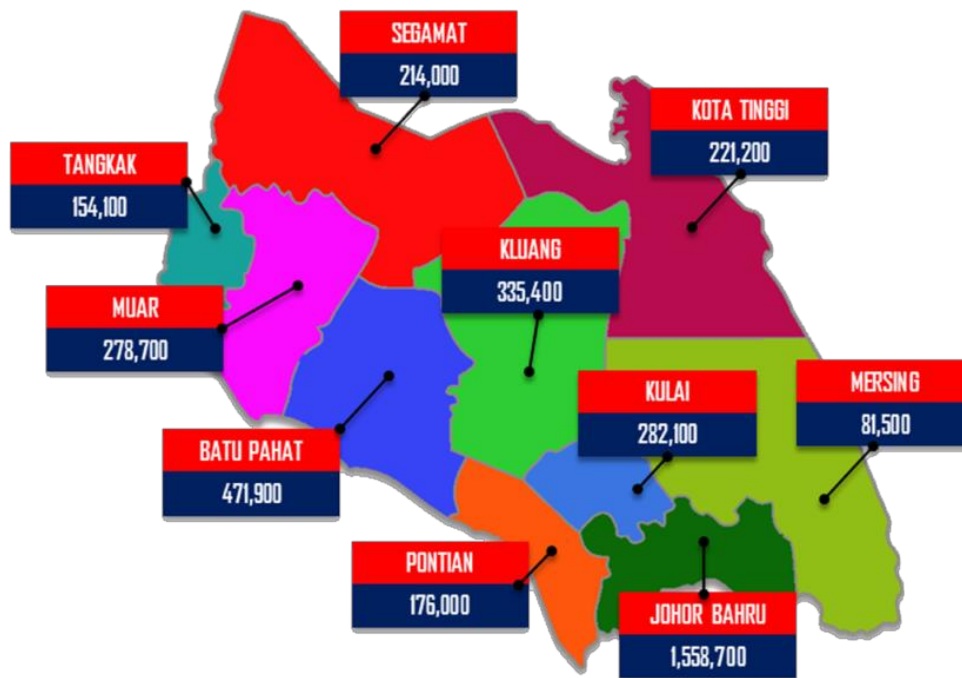 SEGAMAT
214,000
KOTA TINGGI
221,200
TANGKAK
154,100
KLUANG
335,400
MUAR
278,700
KULAI
282,100
MERSING
81,500
BATU PAHAT
471,900
PONTIAN
176,000
JOHOR BAHRU
1,558,700